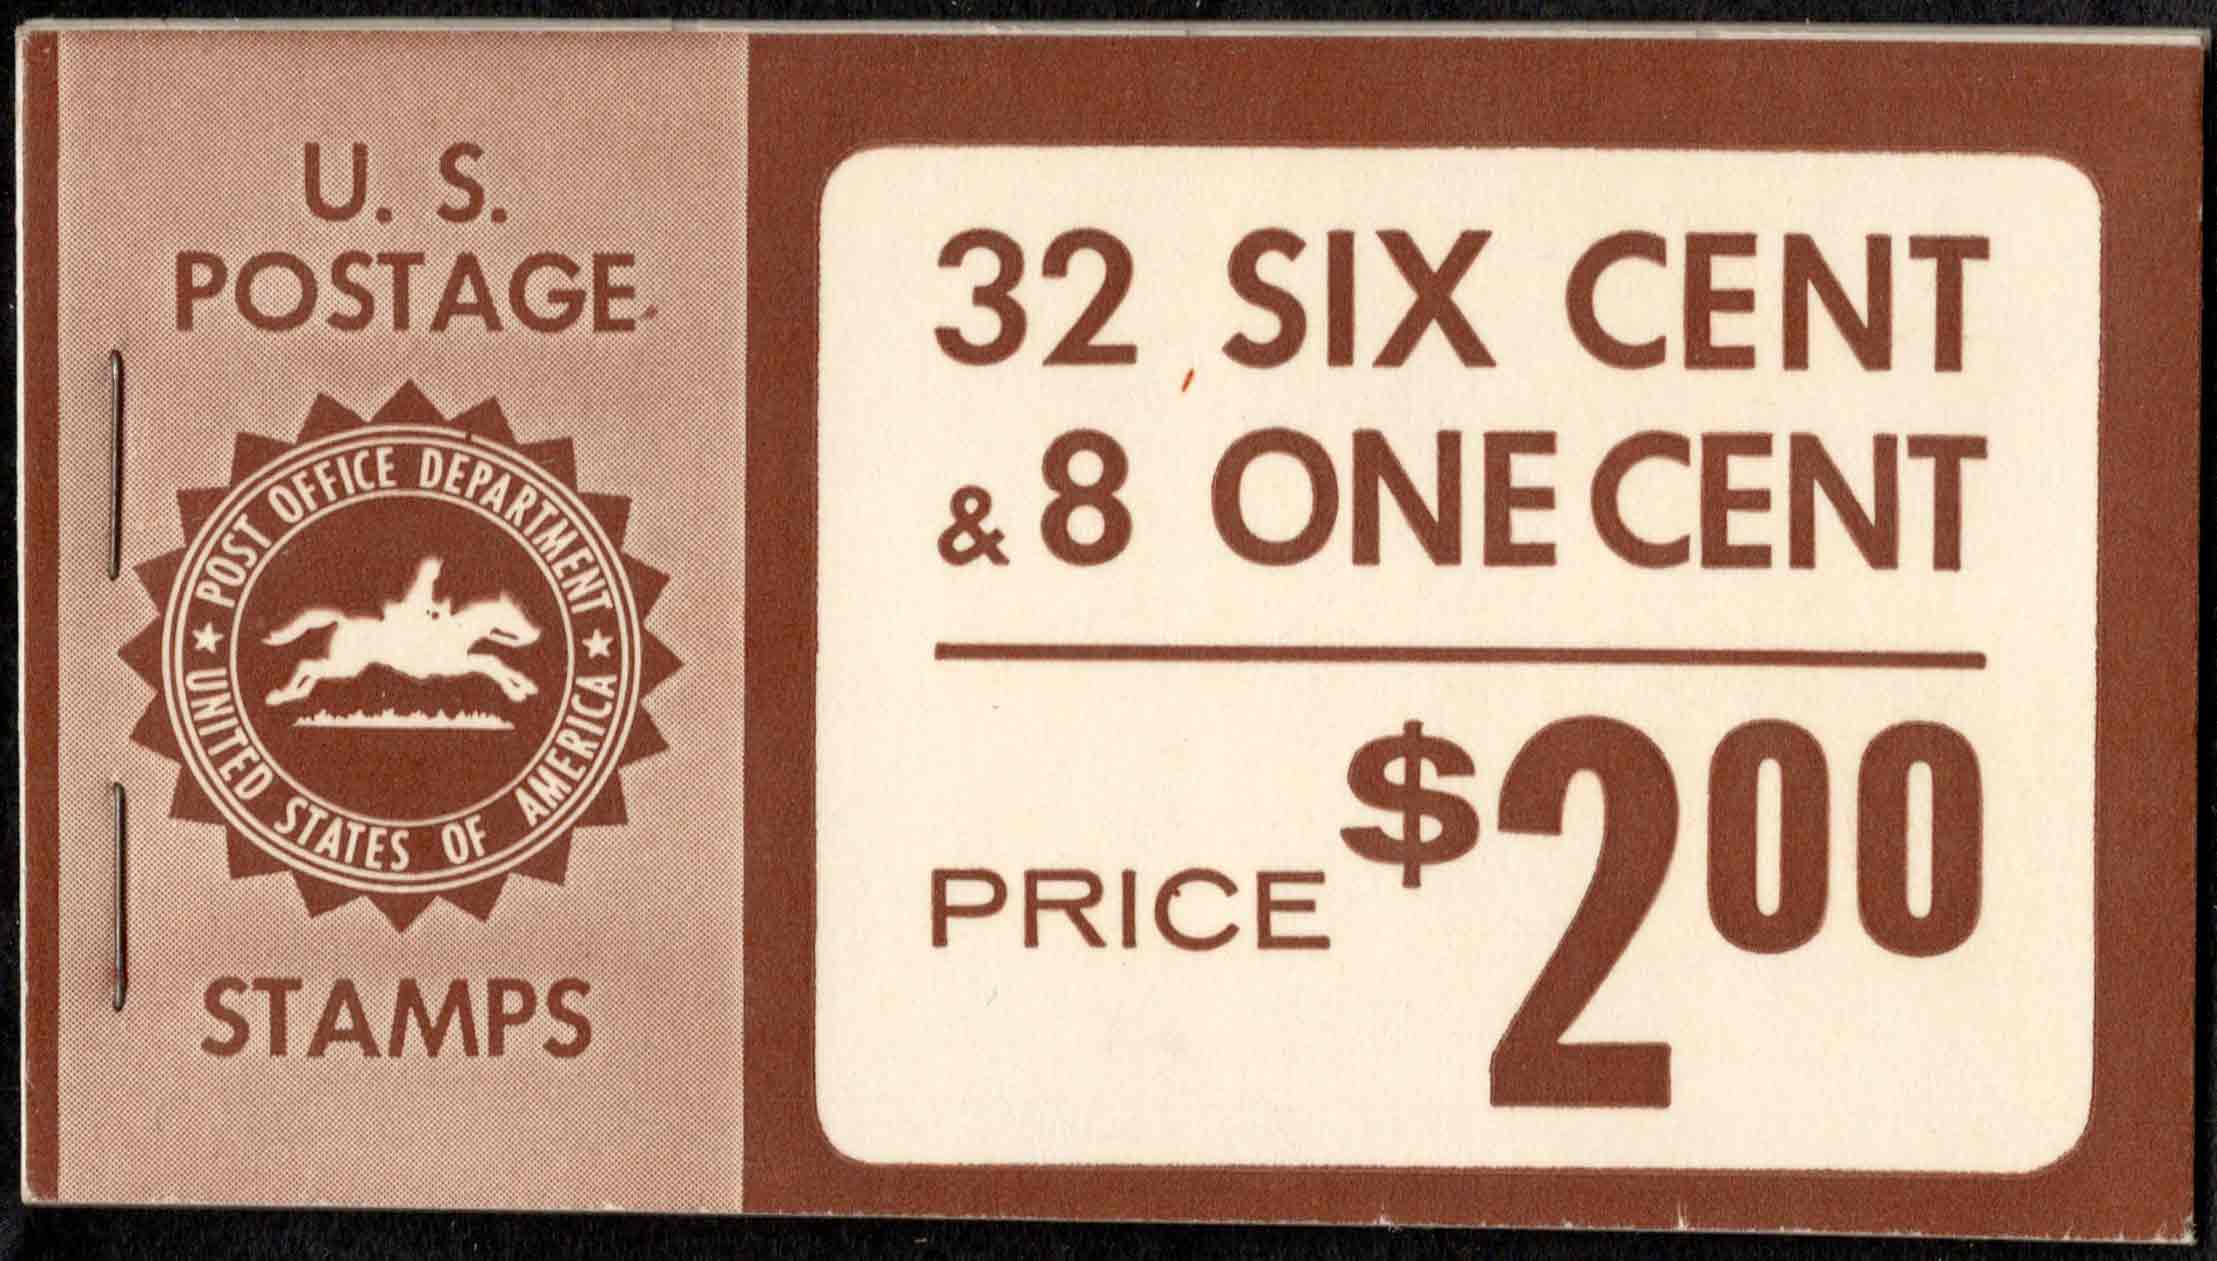 U. S.
POSTAGE
POST OFFICE DEPARTMENT
★ UNITED STATES OF AMERICA ★
STAMPS
32 SIX CENT
& 8 ONE CENT
PRICE $2.00